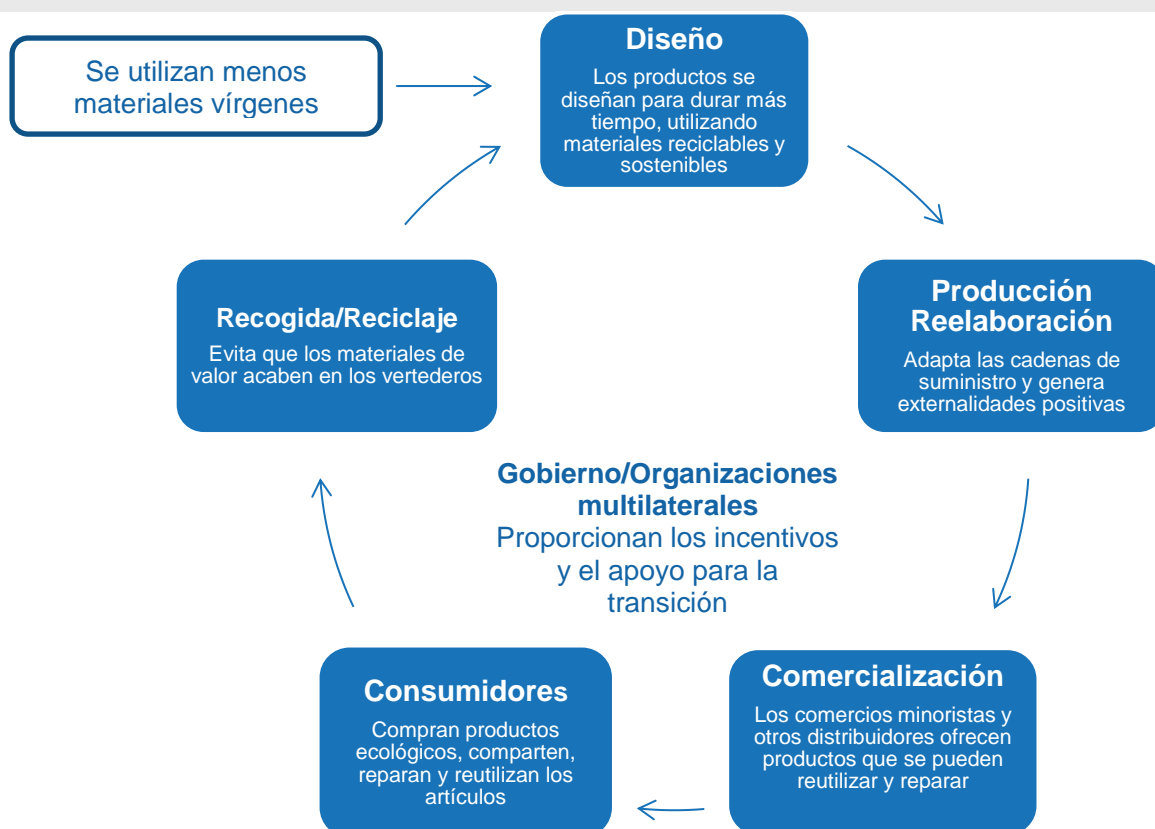 Se utilizan menos
materiales vírgenes
Diseño
Los productos se
diseñan para durar más
tiempo, utilizando
materiales reciclables y
sostenibles
Recogida/Reciclaje
Evita que los materiales de
valor acaben en los vertederos
Producción
Reelaboración
Adapta las cadenas de
suministro y genera
externalidades positivas
Gobierno/Organizaciones
multilaterales
Proporcionan los incentivos
y el apoyo para la
transición
Consumidores
Compran productos
ecológicos, comparten,
reparan y reutilizan los
artículos
Comercialización
Los comercios minoristas y
otros distribuidores ofrecen
productos que se pueden
reutilizar y reparar